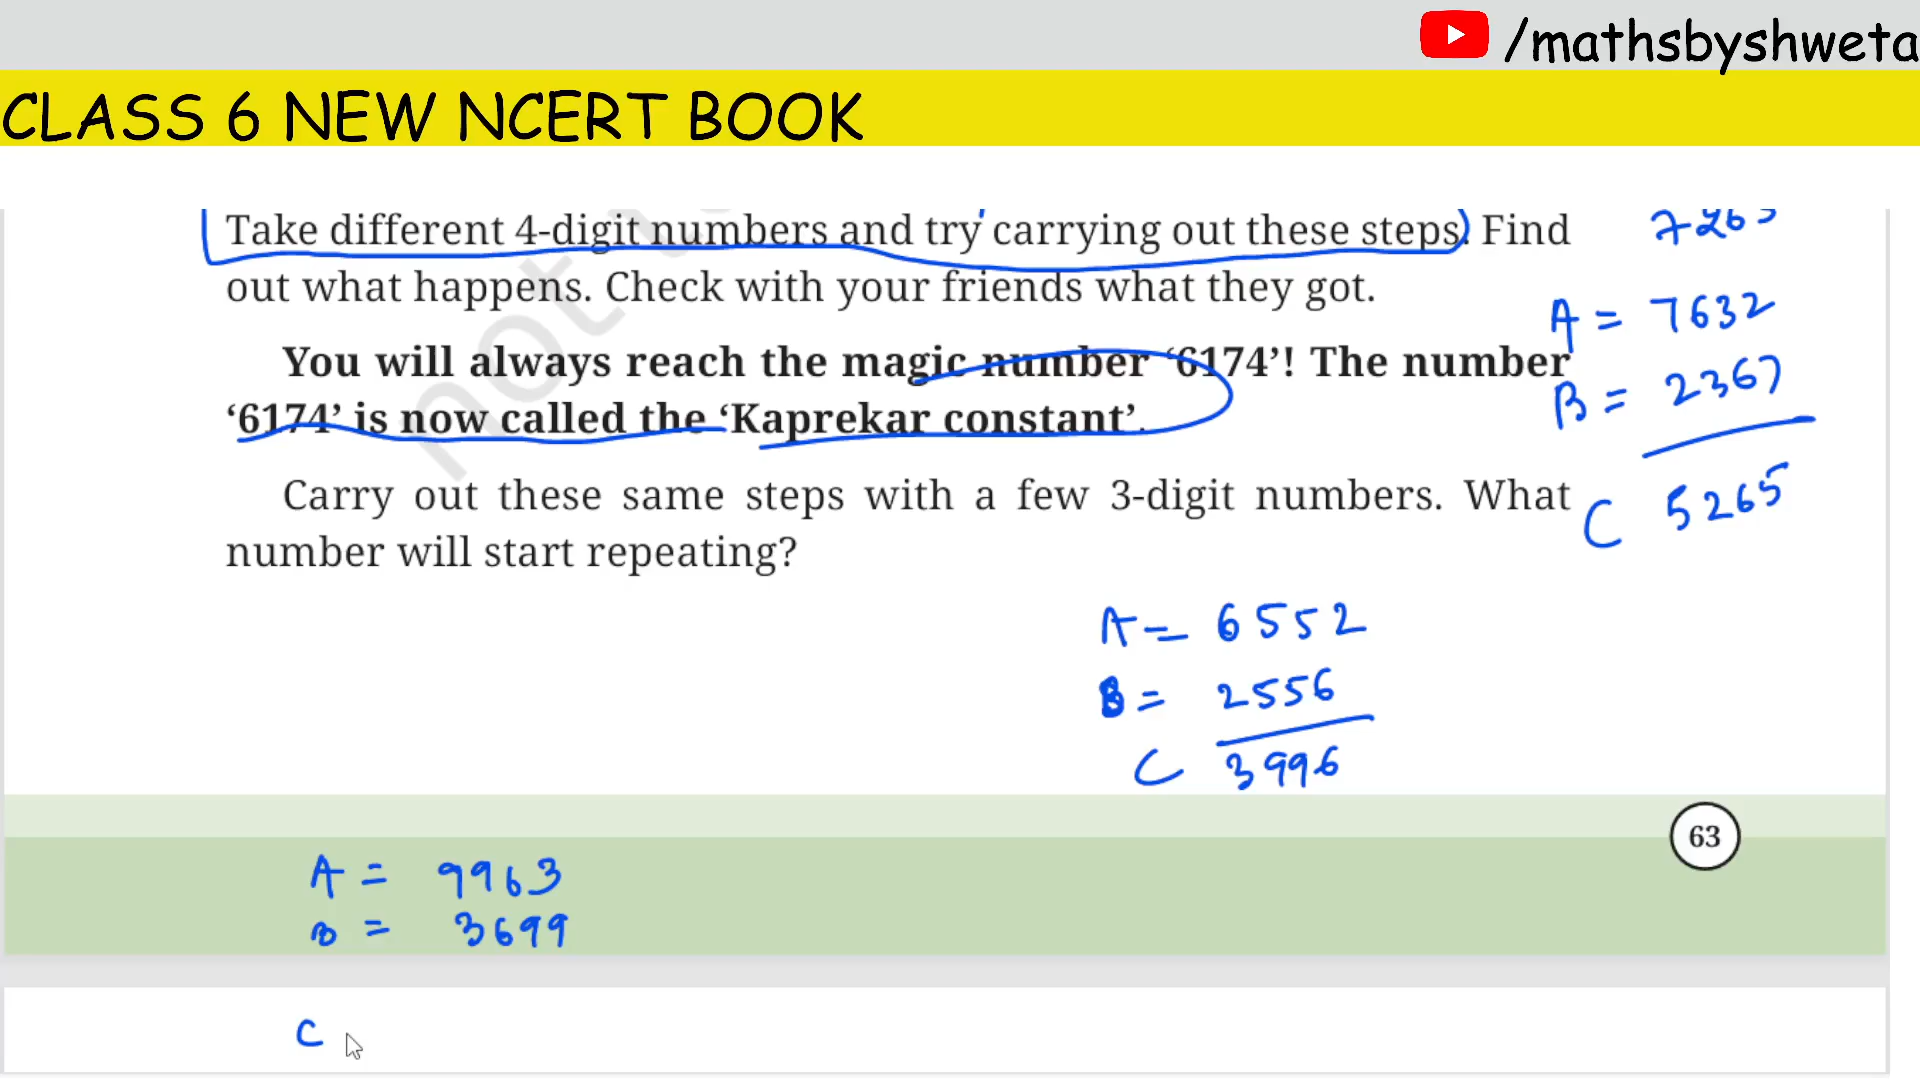 /mathsbyshweta
CLASS 6 NEW NCERT BOOK
Take different 4-digit numbers and try carrying out these steps. Find
out what happens. Check with your friends what they got.
You will always reach the magic number ‘6174’! The number
‘6174’ is now called the ‘Kaprekar constant’.
Carry out these same steps with a few 3-digit numbers. What
number will start repeating?
not
7263
A = 7632
B = 2367
C 5265
A = 6552
B = 2556
C 3996
63
A = 9963
B = 3699
C